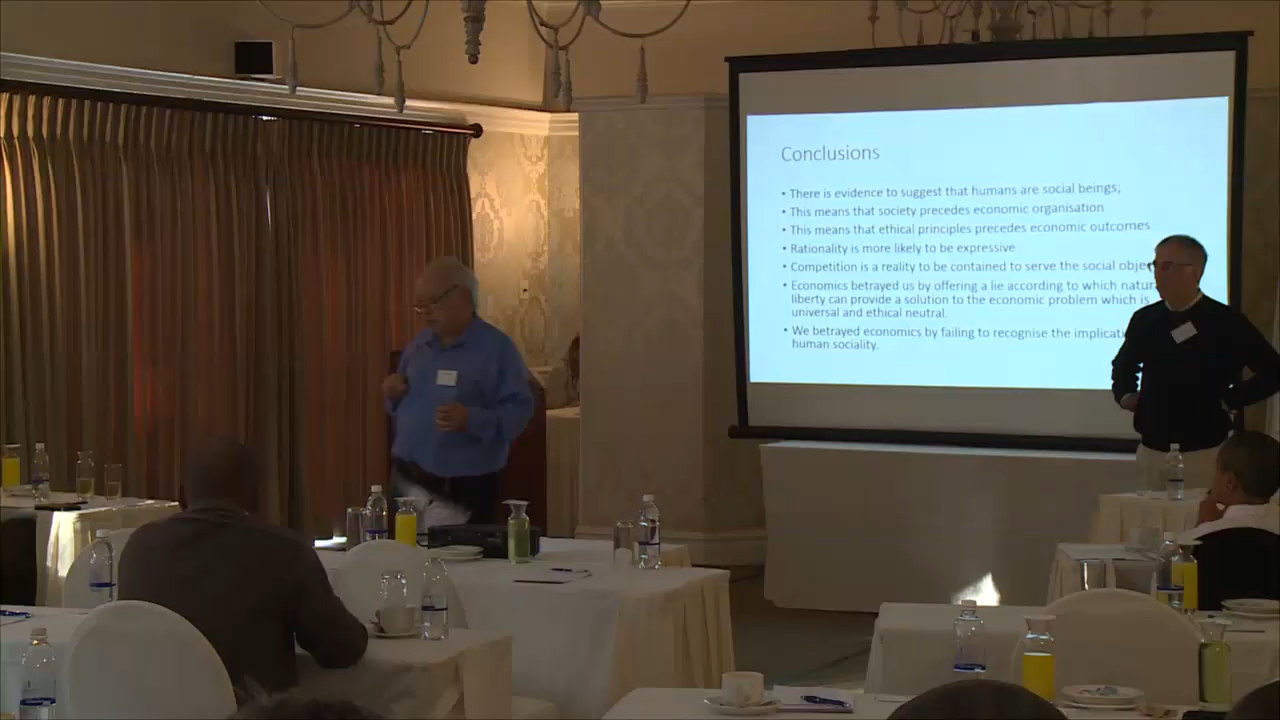 Conclusions
• There is evidence to suggest that humans are social beings;
• This means that society precedes economic organisation
• This means that ethical principles precedes economic outcomes
• Rationality is more likely to be expressive
• Competition is a reality to be contained to serve the social
• Economics betrayed us by offering a lie according to which
liberty can provide a solution to the economic problem which is
universal and ethical neutral.
• We betrayed economics by failing to recognise the
human sociality.